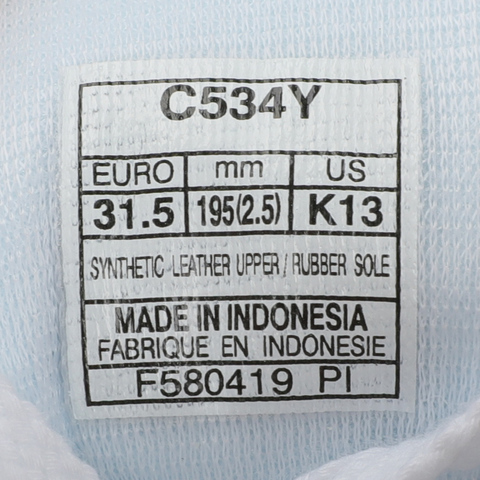 C534Y
EURO mm US
31.5 195(2.5) K13
SYNTHETIC LEATHER UPPER / RUBBER SOLE
MADE IN INDONESIA
FABRIQUE EN INDONESIE
F580419 PI